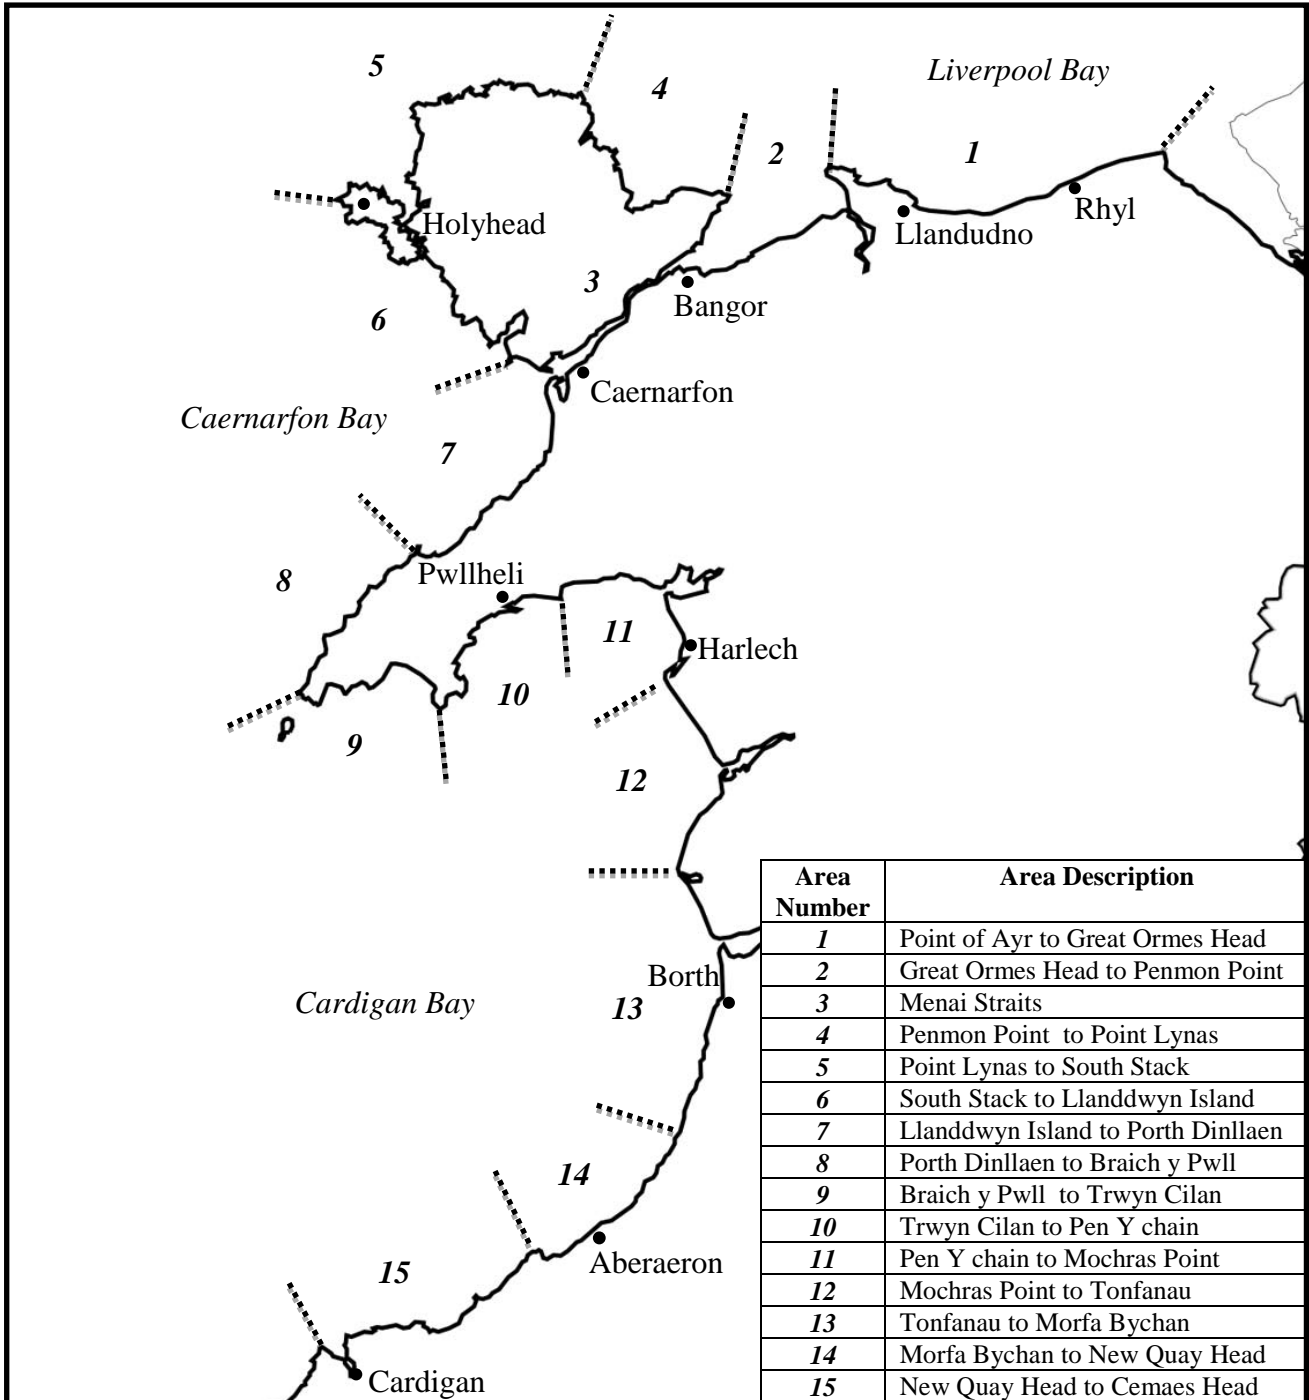 5
4
Liverpool Bay
2
1
Holyhead
Llandudno
Rhyl
3
Bangor
6
Caernarfon
Caernarfon Bay
7
8
Pwllheli
11
Harlech
10
9
12
Borth
Cardigan Bay
13
14
Aberaeron
15
Cardigan
Area Number Area Description
1 Point of Ayr to Great Ormes Head
2 Great Ormes Head to Penmon Point
3 Menai Straits
4 Penmon Point to Point Lynas
5 Point Lynas to South Stack
6 South Stack to Llanddwyn Island
7 Llanddwyn Island to Porth Dinllaen
8 Porth Dinllaen to Braich y Pwll
9 Braich y Pwll to Trwyn Cilan
10 Trwyn Cilan to Pen Y chain
11 Pen Y chain to Mochras Point
12 Mochras Point to Tonfanau
13 Tonfanau to Morfa Bychan
14 Morfa Bychan to New Quay Head
15 New Quay Head to Cemaes Head